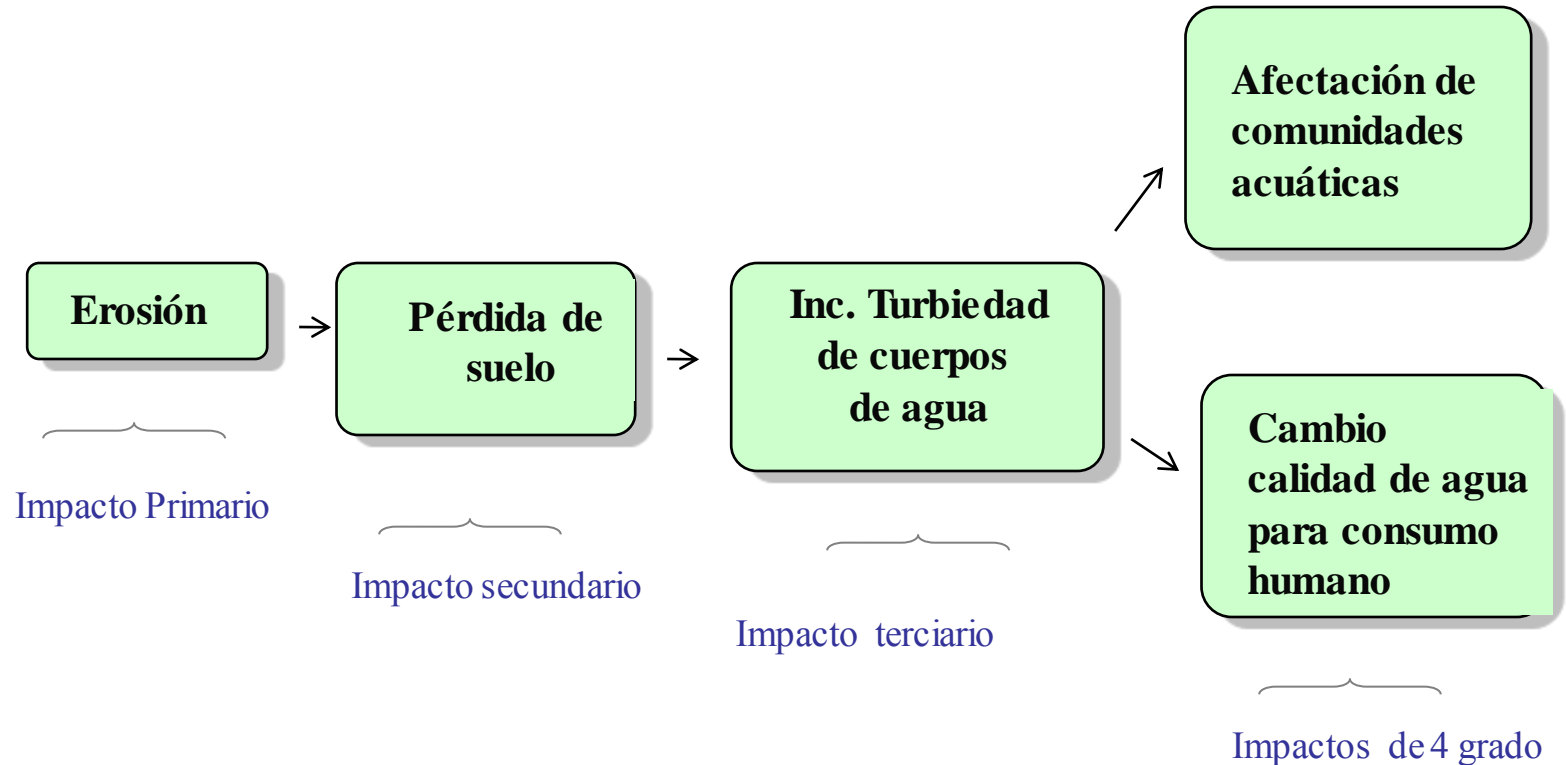 Erosión
Impacto Primario
Pérdida de
suelo
Impacto secundario
Inc. Turbiedad
de cuerpos
de agua
Impacto terciario
Afectación de
comunidades
acuáticas
Cambio
calidad de agua
para consumo
humano
Impactos de 4 grado